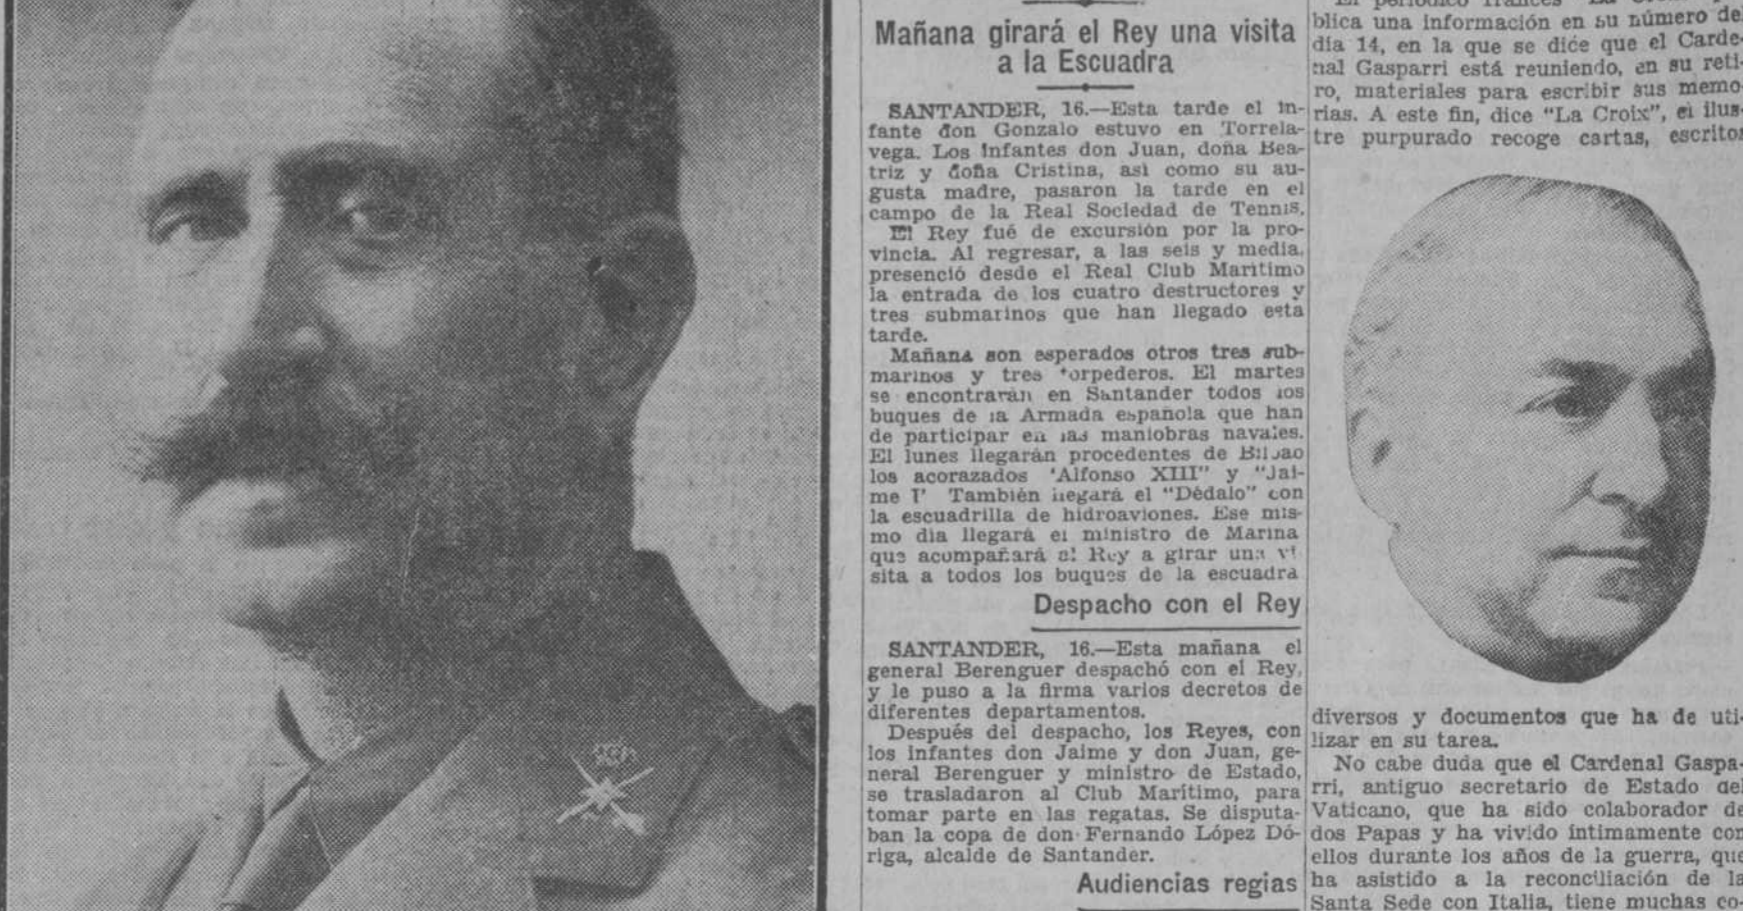 Mañana girará el Rey una visita
a la Escuadra
SANTANDER, 16.—Esta tarde el in-
fante don Gonzalo estuvo en Torrela-
vega. Los Infantes don Juan, doña Bea-
triz y doña Cristina, asi como su au-
gusta madre, pasaron la tarde en el
campo de la Real Sociedad de Tennis.
El Rey fué de excursión por la pro-
vincia. Al regresar, a las seis y media,
presenció desde el Real Club Maritimo
la entrada de los cuatro destructores y
tres submarinos que han llegado esta
tarde.
Mañana son esperados otros tres sub-
marinos y tres torpederos. El martes
se encontrarán en Santander todos los
buques de la Armada española que han
de participar en las maniobras navales.
El lunes llegarán procedentes de Bilbao
los acorazados "Alfonso XIII" y "Jai-
me I" También llegará el "Dédalo" con
la escuadrilla de hidroaviones. Ese mis-
mo dia llegará el ministro de Marina
que acompañará al Rey a girar una vi
sita a todos los buques de la escuadra
Despacho con el Rey
SANTANDER, 16.—Esta mañana el
general Berenguer despachó con el Rey,
y le puso a la firma varios decretos de
diferentes departamentos.
Después del despacho, los Reyes, con
los infantes don Jaime y don Juan, ge-
neral Berenguer y ministro de Estado,
se trasladaron al Club Marítimo, para
tomar parte en las regatas. Se disputa-
ban la copa de don Fernando López Dó-
riga, alcalde de Santander.
Audiencias regias
El periódico francés "La
blica una información en su número del
día 14, en la que se dice que el Carde-
nal Gasparri está reuniendo, en su reti-
ro, materiales para escribir sus memo-
rias. A este fin, dice "La Croix", el ilus-
tre purpurado recoge cartas, escritos
diversos y documentos que ha de uti-
lizar en su tarea.
No cabe duda que el Cardenal Gaspa-
rri, antiguo secretario de Estado del
Vaticano, que ha sido colaborador de
dos Papas y ha vivido íntimamente con
ellos durante los años de la guerra, que
ha asistido a la reconciliación de la
Santa Sede con Italia, tiene muchas co-